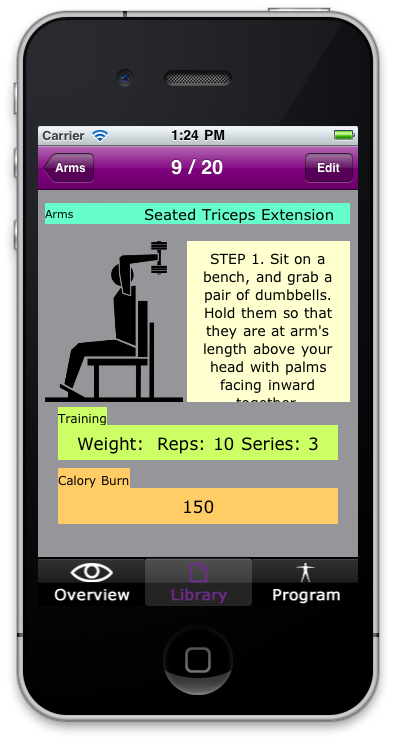 Carrier 1:24 PM
Arms 9 / 20 Edit
Arms Seated Triceps Extension
STEP 1. Sit on a
bench, and grab a
pair of dumbbells.
Hold them so that
they are at arm's
length above your
head with palms
facing inward
together
Training
Weight: Reps: 10 Series: 3
Calory Burn
150
Overview Library Program